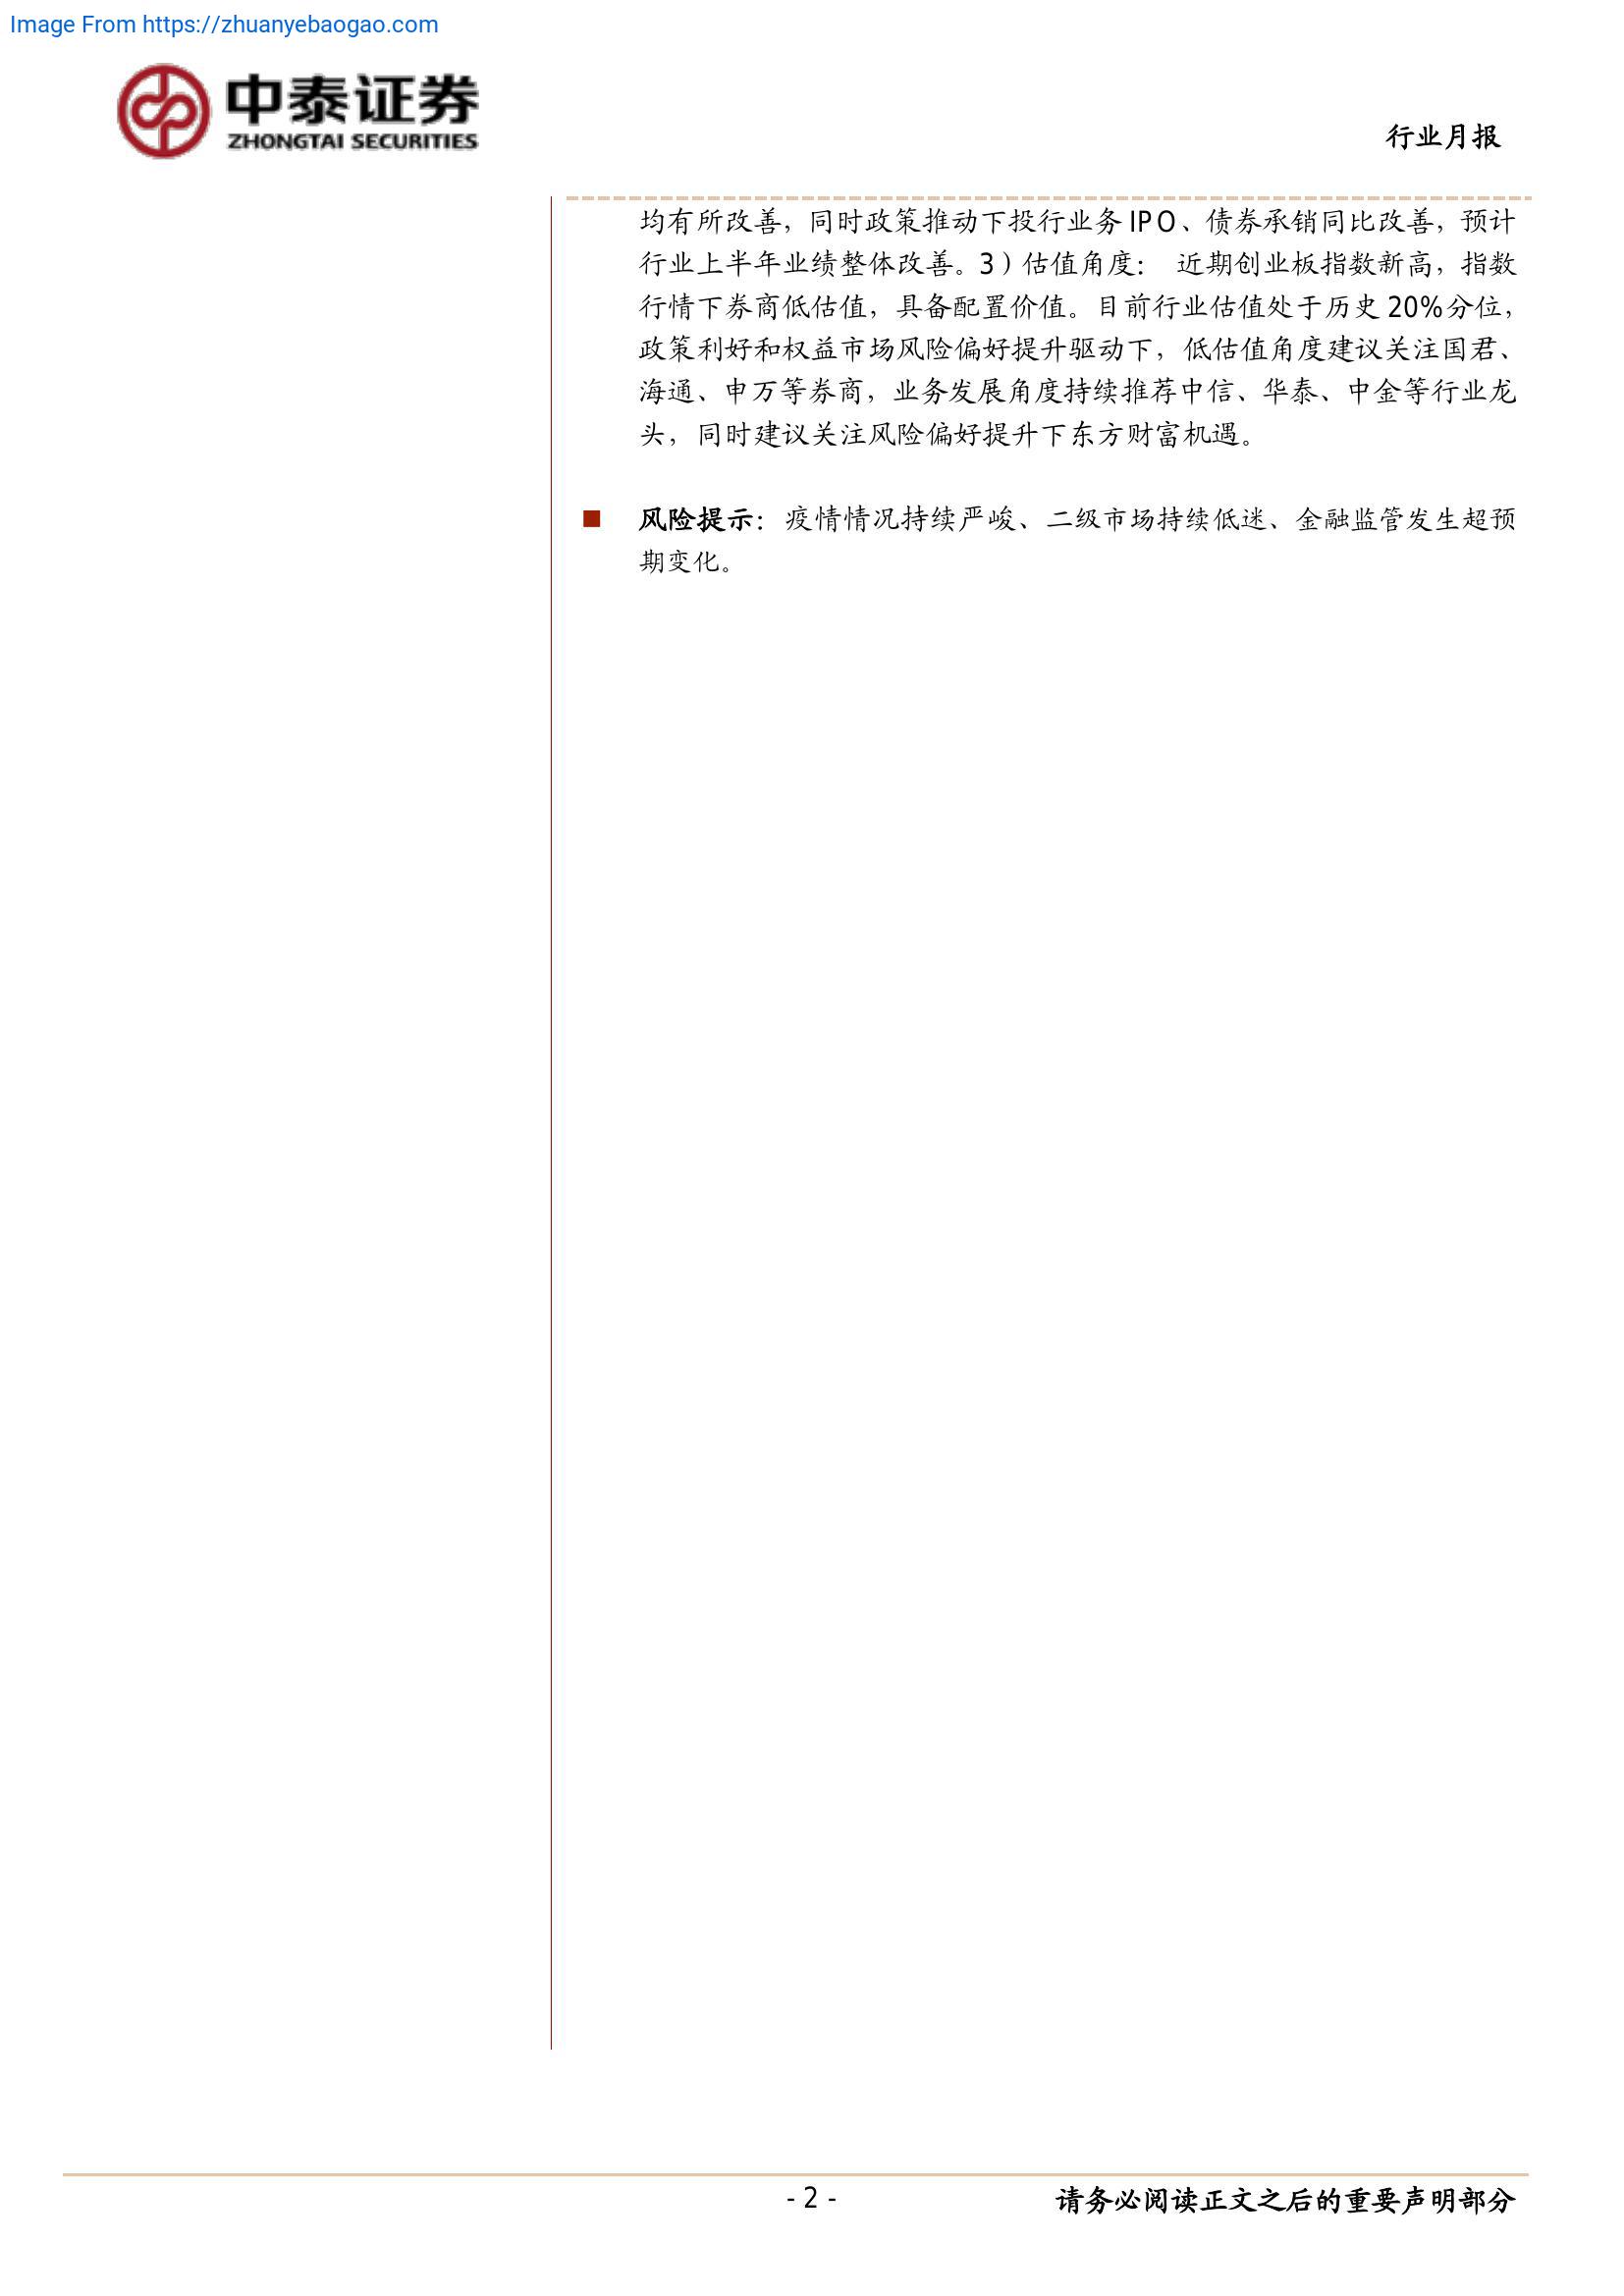 Image From https://zhuanyebaogao.com
中泰证券
ZHONGTAI SECURITIES
行业月报
均有所改善，同时政策推动下投行业务 IPO、债券承销同比改善，预计
行业上半年业绩整体改善。3）估值角度： 近期创业板指数新高，指数
行情下券商低估值，具备配置价值。目前行业估值处于历史 20%分位，
政策利好和权益市场风险偏好提升驱动下，低估值角度建议关注国君、
海通、申万等券商，业务发展角度持续推荐中信、华泰、中金等行业龙
头，同时建议关注风险偏好提升下东方财富机遇。
■ 风险提示：疫情情况持续严峻、二级市场持续低迷、金融监管发生超预
期变化。
- 2 -
请务必阅读正文之后的重要声明部分